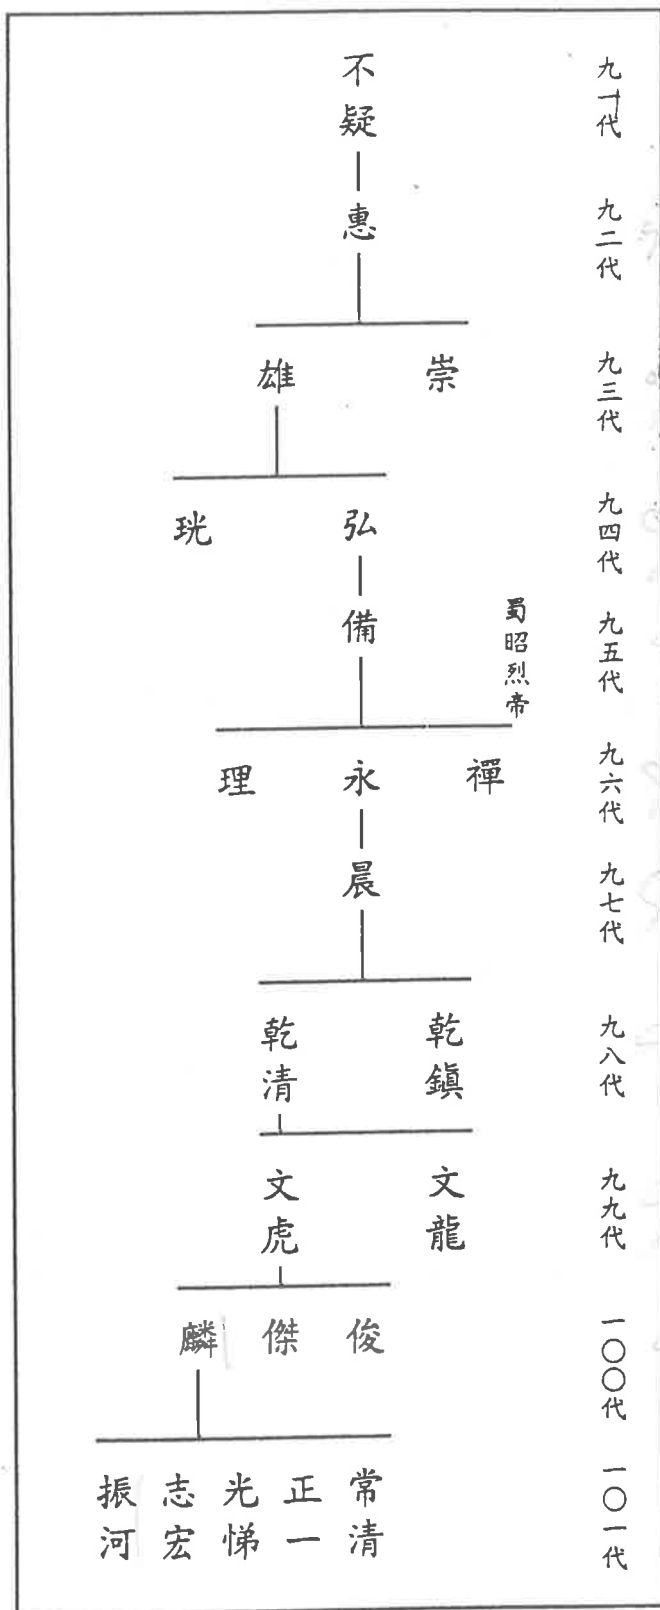 九一代
不疑
九二代
惠
九三代
崇
雄
九四代
弘
珖
九五代
蜀昭烈帝
備
九六代
禪
永
理
九七代
晨
九八代
乾鎮
乾清
九九代
文龍
文虎
一〇〇代
俊
傑
麟
一〇一代
常清
正一
光悌
志宏
振河